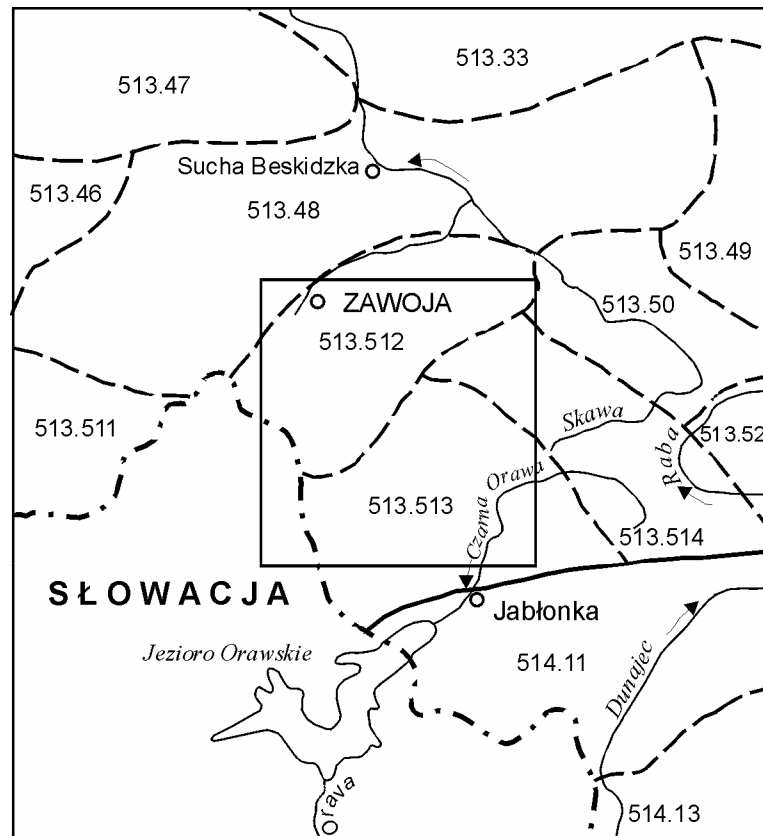 513.33
513.47
Sucha Beskidzka
513.46
513.48
513.49
ZAWOJA
513.50
513.512
Skawa
513.511
513.52
Raba
Czarna Orawa
513.513
513.514
SŁOWACJA
Jabłonka
Jezioro Orawskie
514.11
Dunajec
Orava
514.13